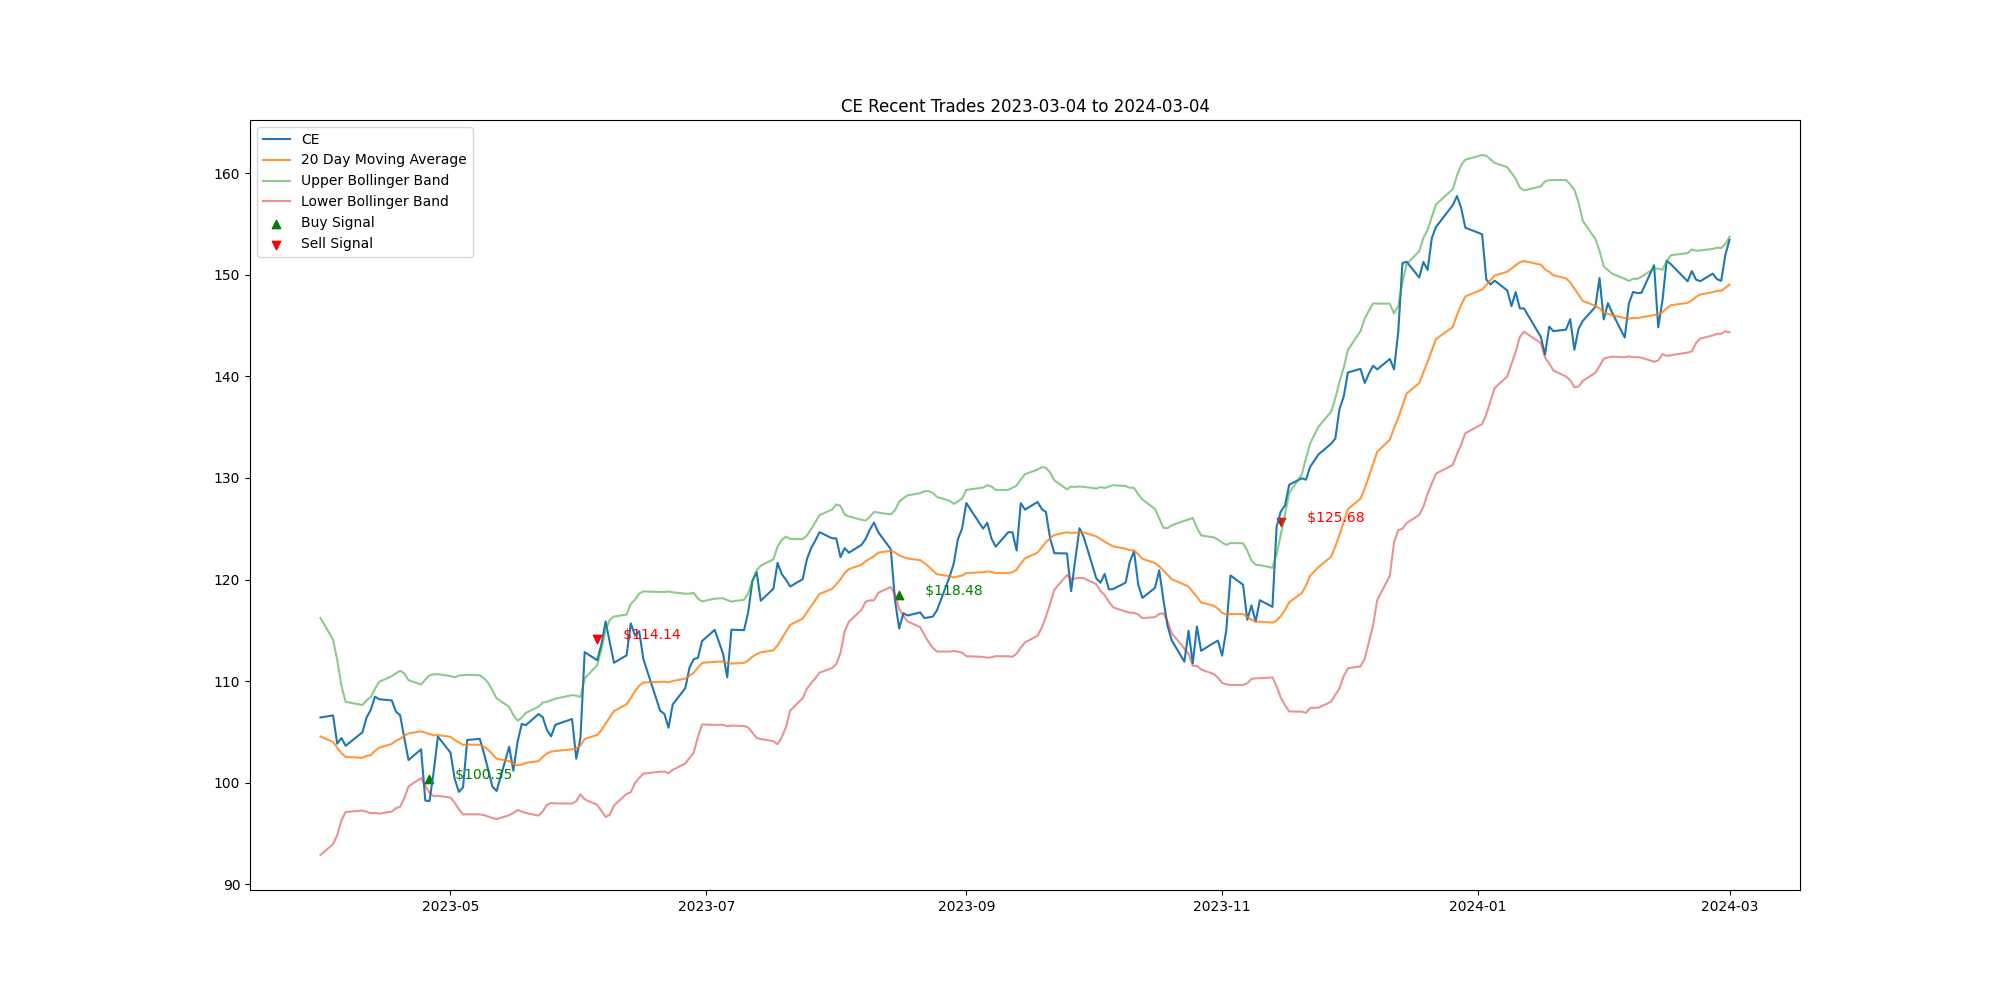 CE Recent Trades 2023-03-04 to 2024-03-04
CE
20 Day Moving Average
Upper Bollinger Band
Lower Bollinger Band
Buy Signal
Sell Signal
160
150
140
130
120
110
100
90
$125.68
$118.48
$114.14
$100.35
2023-05
2023-07
2023-09
2023-11
2024-01
2024-03